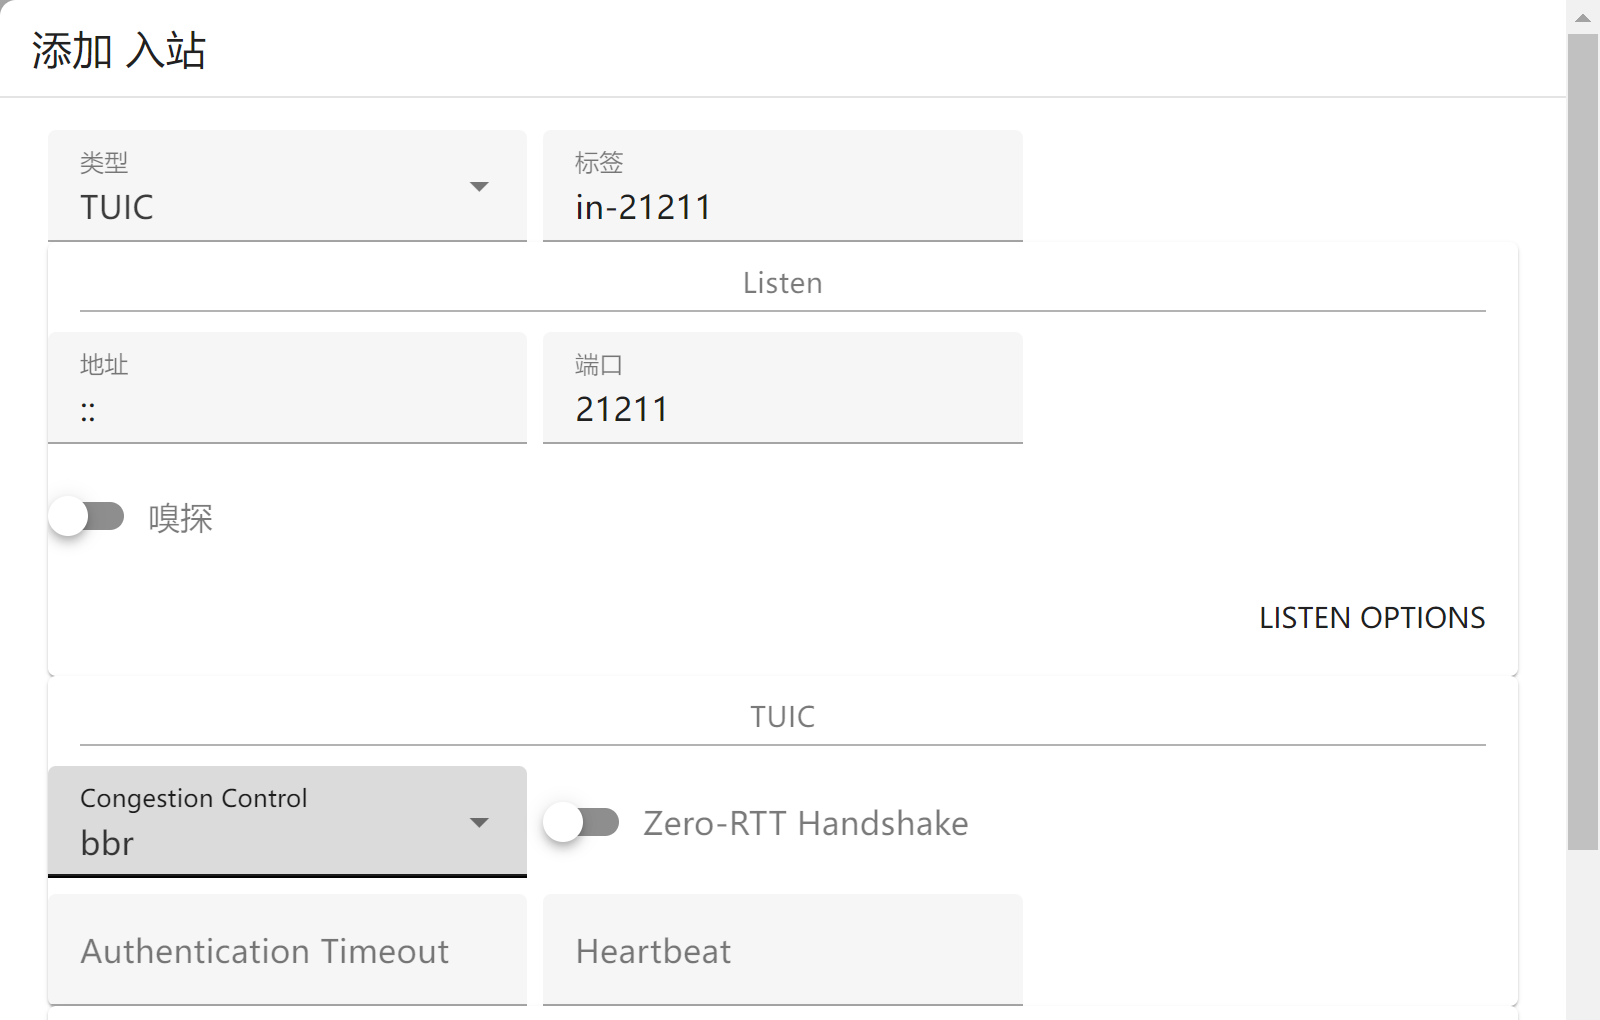 添加 入站
类型
TUIC
标签
in-21211
Listen
地址
::
端口
21211
嗅探
LISTEN OPTIONS
TUIC
Congestion Control
bbr
Zero-RTT Handshake
Authentication Timeout
Heartbeat